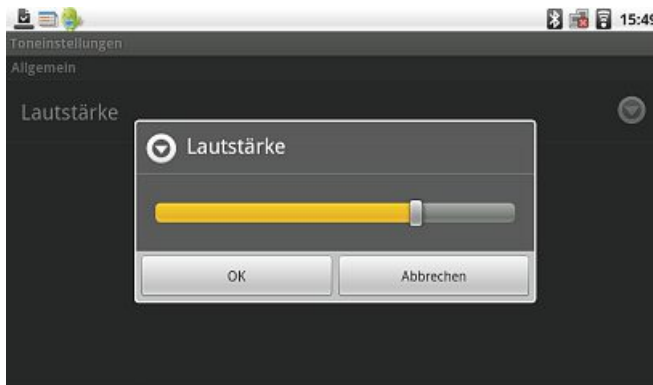 15:49
Toneinstellungen
Allgemein
Lautstärke
Lautstärke
OK
Abbrechen